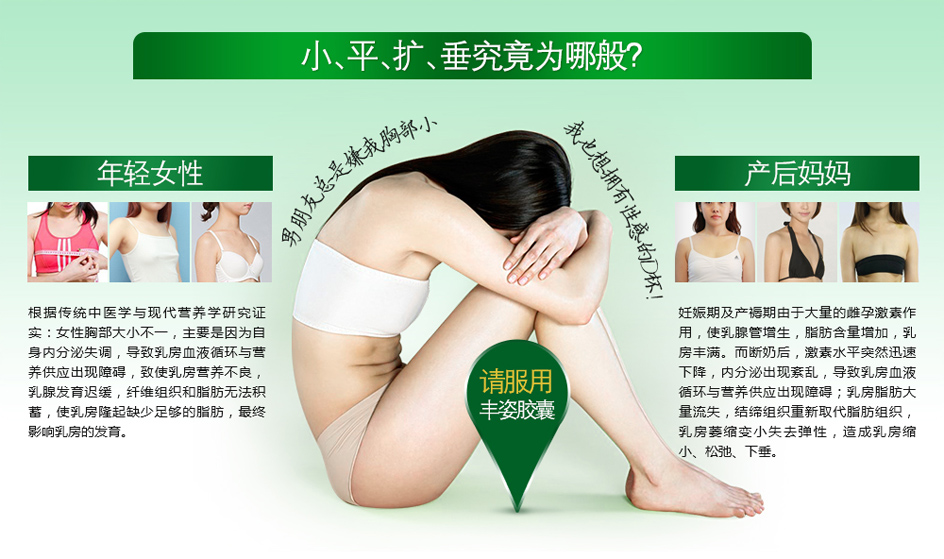 小、平、扩、垂究竟为哪般?
男朋友总是嫌我胸部小
我也想拥有性感的D杯!
年轻女性
根据传统中医学与现代营养学研究证
实：女性胸部大小不一，主要是因为自
身内分泌失调，导致乳房血液循环与营
养供应出现障碍，致使乳房营养不良，
乳腺发育迟缓，纤维组织和脂肪无法积
蓄，使乳房隆起缺少足够的脂肪，最终
影响乳房的发育。
请服用
丰姿胶囊
产后妈妈
妊娠期及产褥期由于大量的雌孕激素作
用，使乳腺管增生，脂肪含量增加，乳
房丰满。而断奶后，激素水平突然迅速
下降，内分泌出现紊乱，导致乳房血液
循环与营养供应出现障碍；乳房脂肪大
量流失，结缔组织重新取代脂肪组织，
乳房萎缩变小失去弹性，造成乳房缩
小、松弛、下垂。